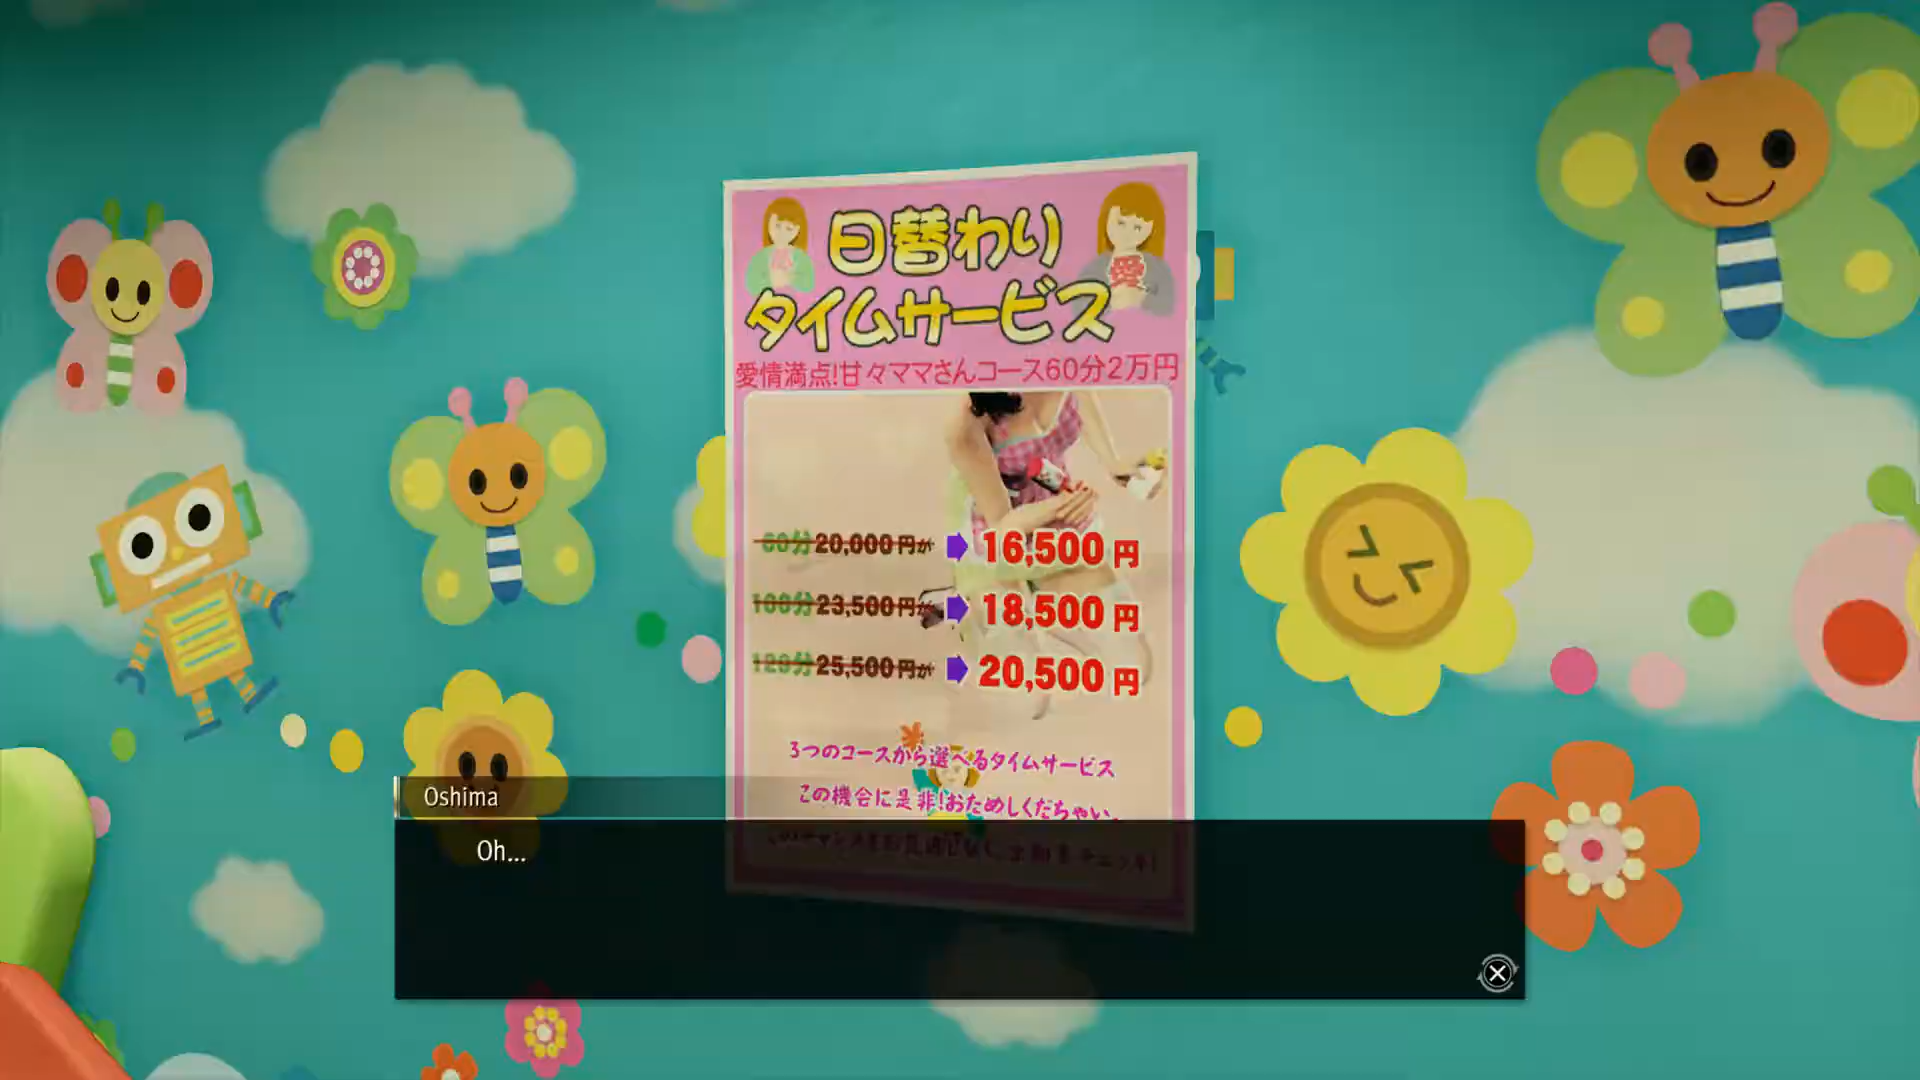 日替わり
タイムサービス
愛
愛情満点!甘々ママさんコース60分2万円
60分20,000円が 16,500円
100分23,500円が 18,500円
120分25,500円が 20,500円
3つのコースから選べるタイムサービス
この機会に是非!おためしくだちゃい。
Oshima
Oh...